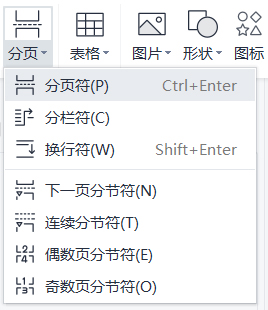 分页 表格 图片 形状 图标
分页符(P) Ctrl+Enter
分栏符(C)
换行符(W) Shift+Enter
下一页分节符(N)
连续分节符(T)
偶数页分节符(E)
奇数页分节符(O)